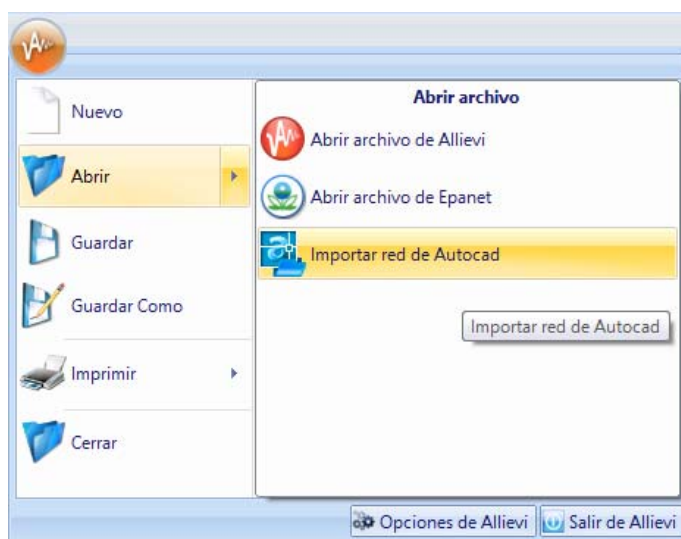 Nuevo
Abrir
Guardar
Guardar Como
Imprimir
Cerrar
Abrir archivo
Abrir archivo de Allievi
Abrir archivo de Epanet
Importar red de Autocad
Importar red de Autocad
Opciones de Allievi
Salir de Allievi